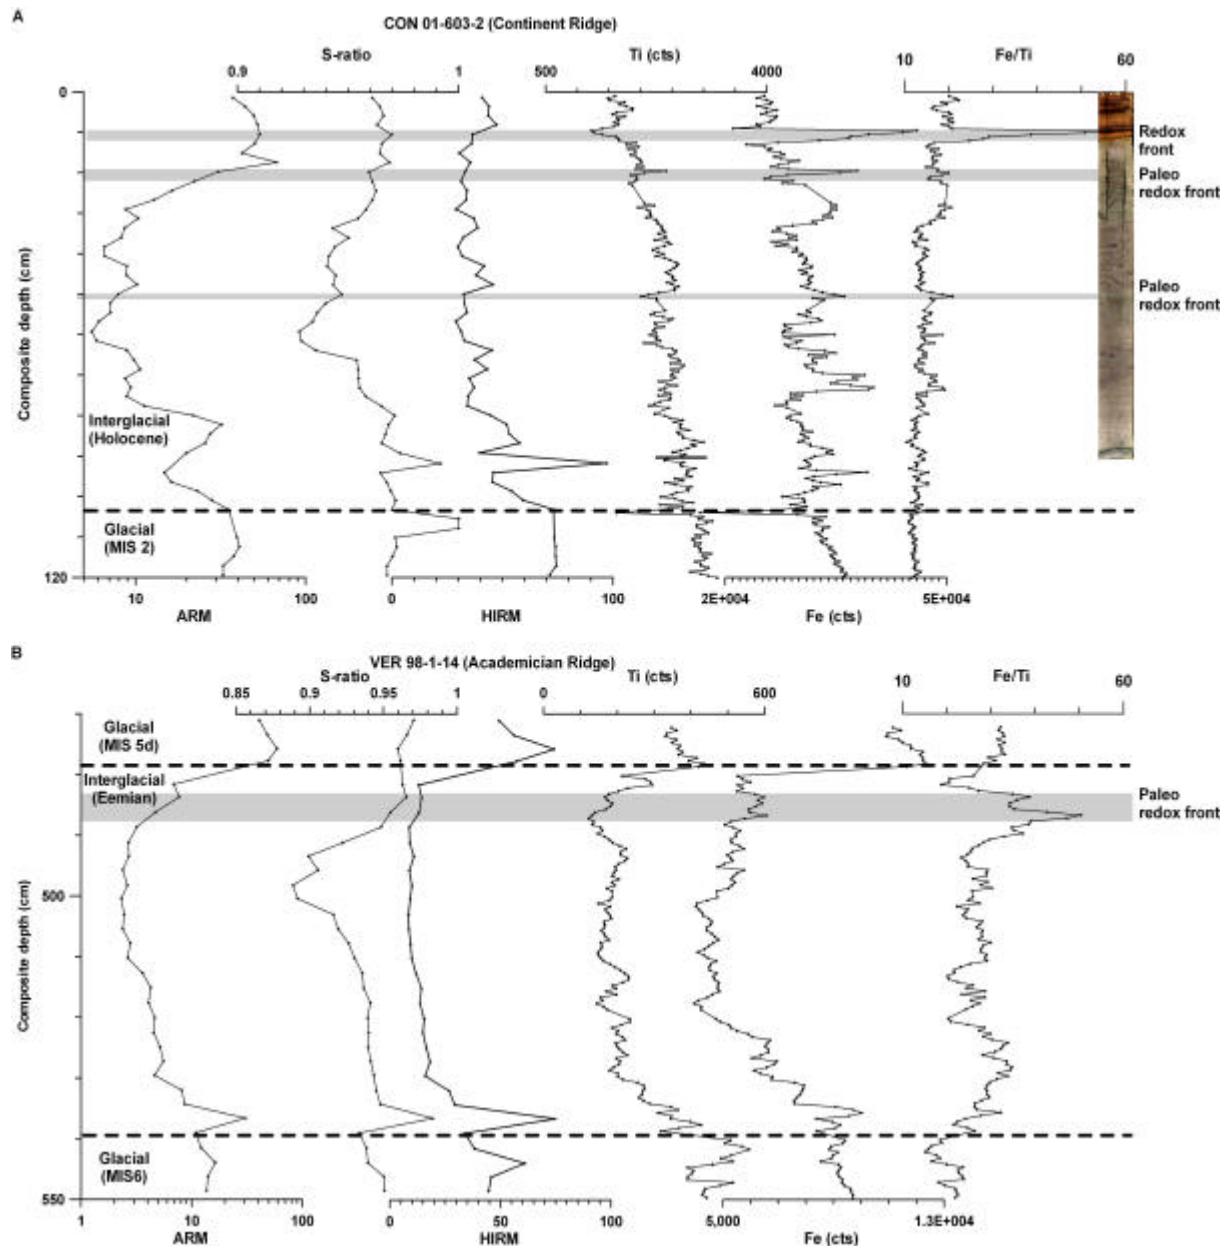 A
CON 01-603-2 (Continent Ridge)
S-ratio Ti (cts) Fe/Ti
0.9 1 500 4000 10 60
0
Redox
front
Paleo
redox front
Paleo
redox front
Composite depth (cm)
Interglacial
(Holocene)
Glacial
(MIS 2)
120
10 100 0 100 2E+004 5E+004
ARM HIRM Fe (cts)
B
VER 98-1-14 (Academician Ridge)
S-ratio Ti (cts) Fe/Ti
0.85 0.9 0.95 1 0 600 10 60
Glacial
(MIS 5d)
Interglacial
(Eemian)
Paleo
redox front
500
Composite depth (cm)
Glacial
(MIS6)
550
1 10 100 0 50 100 5,000 1.3E+004
ARM HIRM Fe (cts)